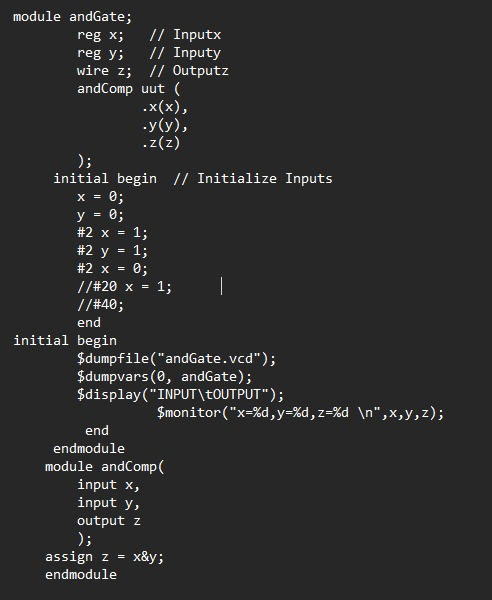 module andGate;
reg x;   // Inputx
reg y;   // Inputy
wire z;  // Outputz
andComp uut (
.x(x),
.y(y),
.z(z)
);
initial begin  // Initialize Inputs
x = 0;
y = 0;
#2 x = 1;
#2 y = 1;
#2 x = 0;
//#20 x = 1;
//#40;
end
initial begin
$dumpfile("andGate.vcd");
$dumpvars(0, andGate);
$display("INPUT\tOUTPUT");
$monitor("x=%d,y=%d,z=%d \n",x,y,z);
end
endmodule
module andComp(
input x,
input y,
output z
);
assign z = x&y;
endmodule